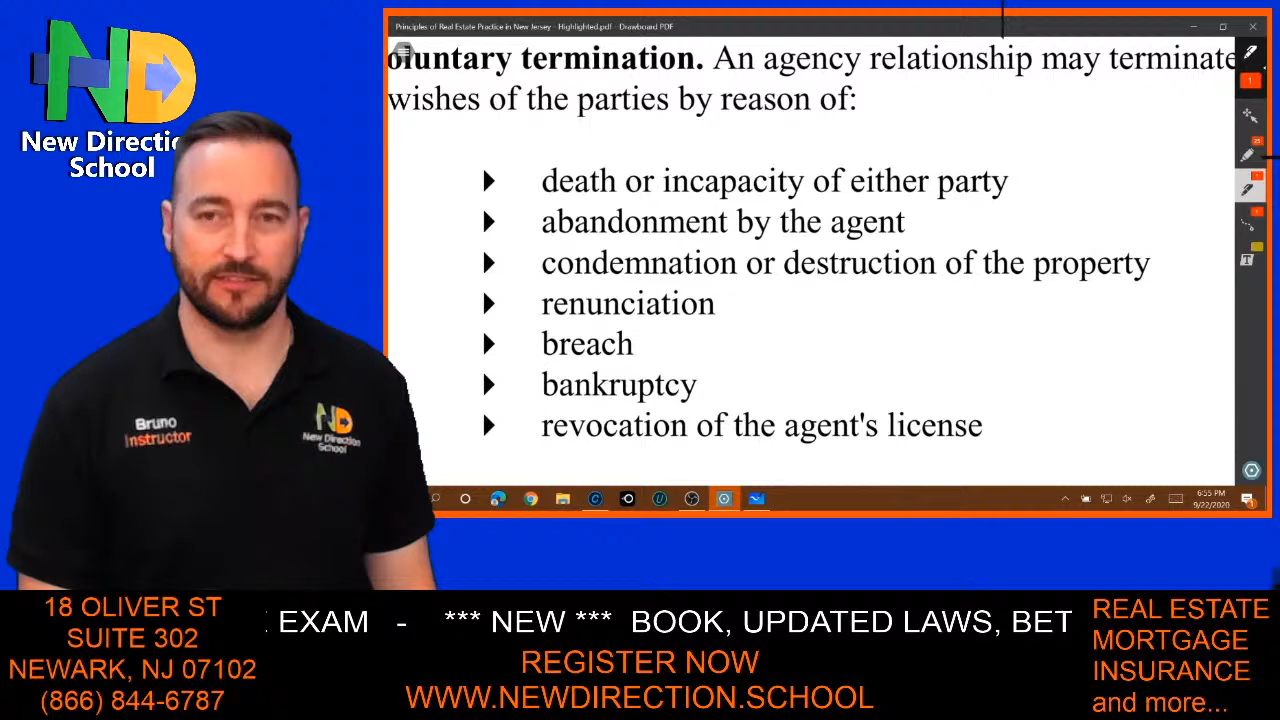 ND
New Directio
School
Bruno
Instructor
ND
New Direction
School
Principles of Real Estate Practice in New Jersey - Highlighted.pdf - Drawboard PDF
oluntary termination. An agency relationship may terminate
wishes of the parties by reason of:
death or incapacity of either party
abandonment by the agent
condemnation or destruction of the property
renunciation
breach
bankruptcy
revocation of the agent's license
6:55 PM
9/22/2020
18 OLIVER ST
SUITE 302
NEWARK, NJ 07102
(866) 844-6787
EXAM - *** NEW *** BOOK, UPDATED LAWS, BET
REGISTER NOW
WWW.NEWDIRECTION.SCHOOL
REAL ESTATE
MORTGAGE
INSURANCE
and more...